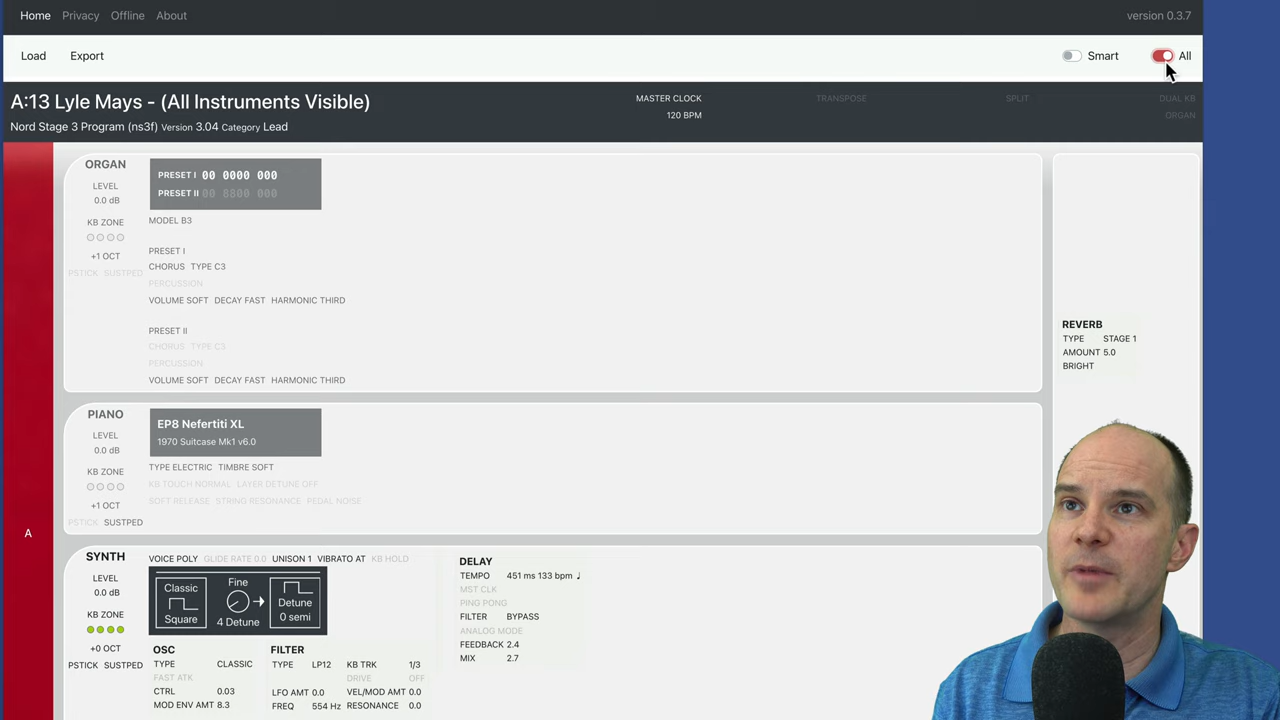 Home Privacy Offline About version 0.3.7
Load Export Smart All
A:13 Lyle Mays - (All Instruments Visible)
Nord Stage 3 Program (ns3f) Version 3.04 Category Lead
MASTER CLOCK TRANSPOSE SPLIT DUAL KB
120 BPM ORGAN
A
ORGAN
LEVEL
0.0 dB
KB ZONE
+1 OCT
PSTICK SUSTPED
PRESET I 00 0000 000
PRESET II 00 8800 000
MODEL B3
PRESET I
CHORUS TYPE C3
PERCUSSION
VOLUME SOFT DECAY FAST HARMONIC THIRD
PRESET II
CHORUS TYPE C3
PERCUSSION
VOLUME SOFT DECAY FAST HARMONIC THIRD
REVERB
TYPE STAGE 1
AMOUNT 5.0
BRIGHT
PIANO
LEVEL
0.0 dB
KB ZONE
+1 OCT
PSTICK SUSTPED
EP8 Nefertiti XL
1970 Suitcase Mk1 v6.0
TYPE ELECTRIC TIMBRE SOFT
KB TOUCH NORMAL LAYER DETUNE OFF
SOFT RELEASE STRING RESONANCE PEDAL NOISE
SYNTH
LEVEL
0.0 dB
KB ZONE
+0 OCT
PSTICK SUSTPED
VOICE POLY GLIDE RATE 0.0 UNISON 1 VIBRATO AT KB HOLD
Classic
Square
Fine
4 Detune
Detune
0 semi
OSC
TYPE CLASSIC
FAST ATK
CTRL 0.03
MOD ENV AMT 8.3
FILTER
TYPE LP12 KB TRK 1/3
DRIVE OFF
LFO AMT 0.0 VEL/MOD AMT 0.0
FREQ 554 Hz RESONANCE 0.0
DELAY
TEMPO 451 ms 133 bpm ♩
MST CLK
PING PONG
FILTER BYPASS
ANALOG MODE
FEEDBACK 2.4
MIX 2.7